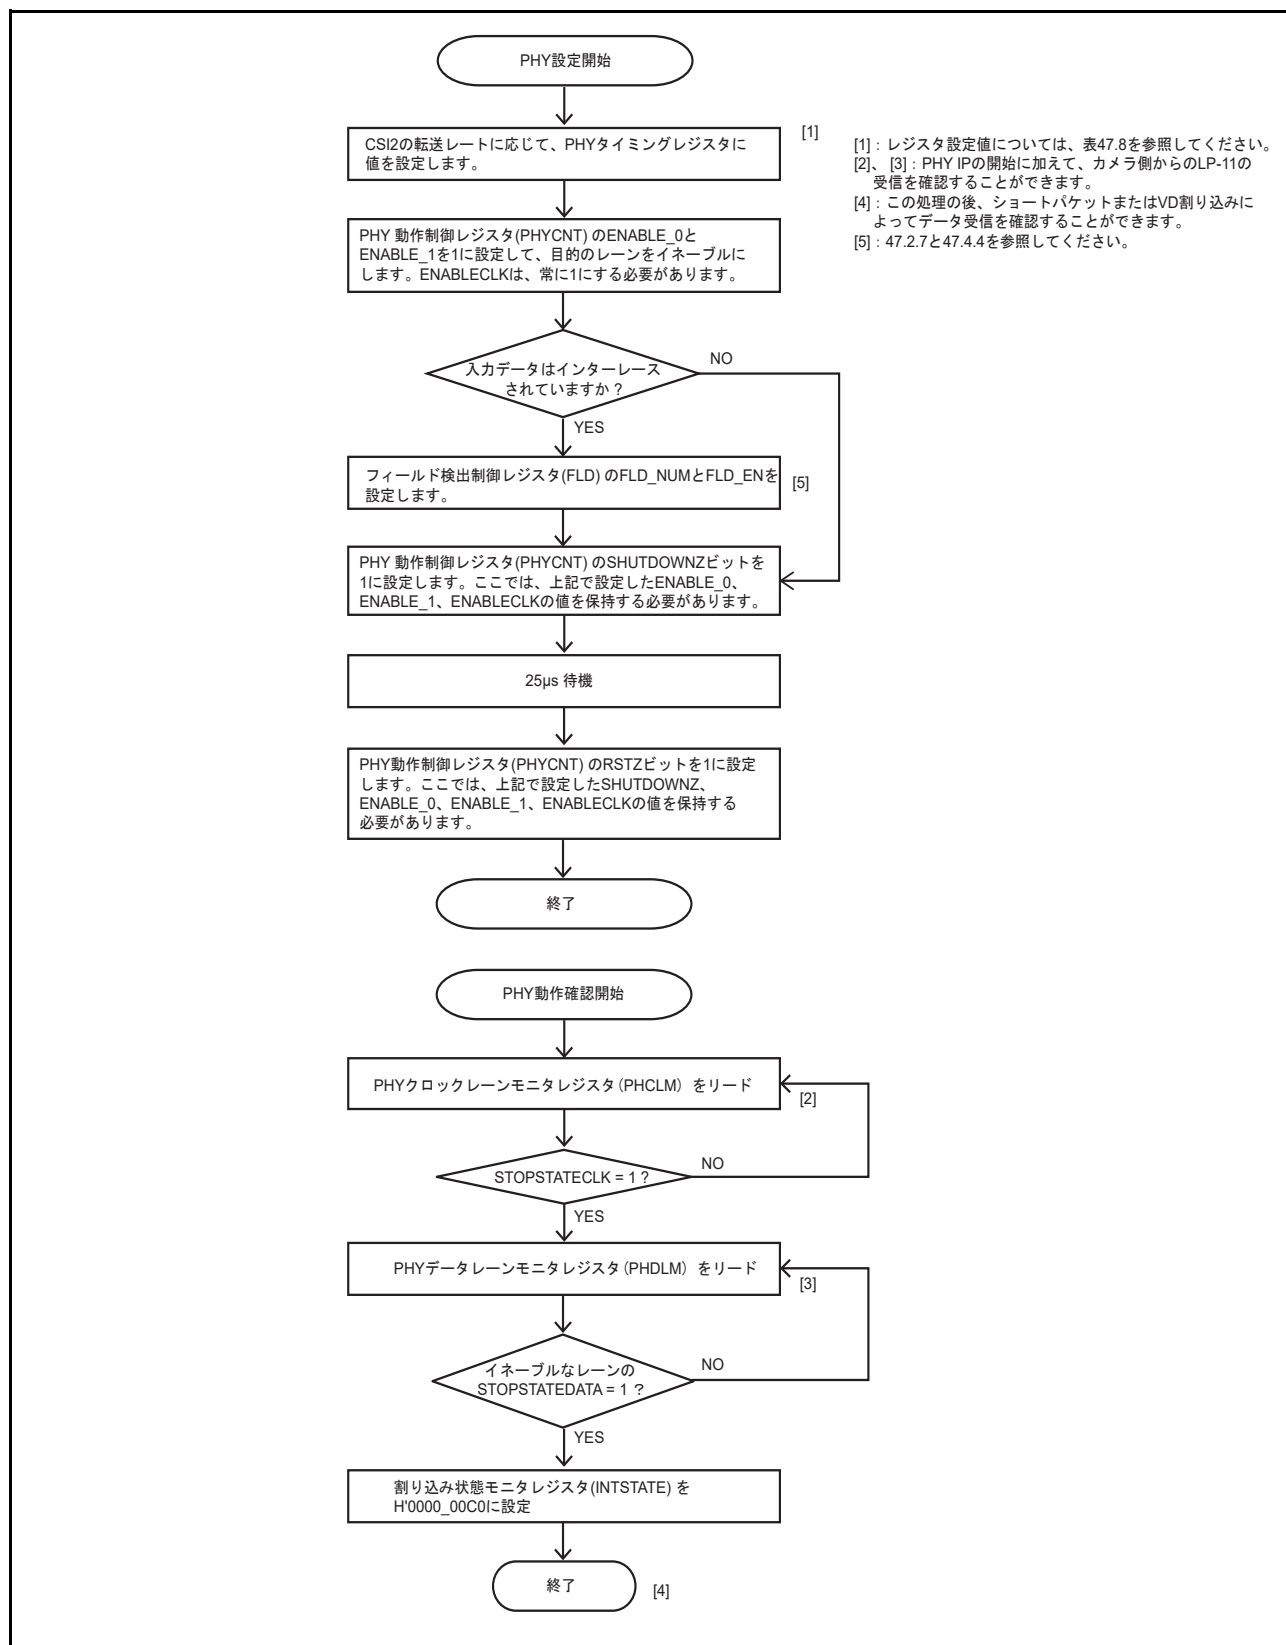 PHY設定開始
CSI2の転送レートに応じて、PHYタイミングレジスタに
値を設定します。
[1]
[1]：レジスタ設定値については、表47.8を参照してください。
[2]、 [3]：PHY IPの開始に加えて、カメラ側からのLP-11の
受信を確認することができます。
[4]：この処理の後、ショートパケットまたはVD割り込みに
よってデータ受信を確認することができます。
[5]：47.2.7と47.4.4を参照してください。
PHY 動作制御レジスタ(PHYCNT) のENABLE_0と
ENABLE_1を1に設定して、目的のレーンをイネーブルに
します。ENABLECLKは、常に1にする必要があります。
入力データはインターレース
されていますか？
NO
YES
フィールド検出制御レジスタ(FLD) のFLD_NUMとFLD_ENを
設定します。
[5]
PHY 動作制御レジスタ(PHYCNT) のSHUTDOWNZビットを
1に設定します。ここでは、上記で設定したENABLE_0、
ENABLE_1、ENABLECLKの値を保持する必要があります。
25µs 待機
PHY動作制御レジスタ(PHYCNT) のRSTZビットを1に設定
します。ここでは、上記で設定したSHUTDOWNZ、
ENABLE_0、ENABLE_1、ENABLECLKの値を保持する
必要があります。
終了
PHY動作確認開始
PHYクロックレーンモニタレジスタ（PHCLM）をリード
[2]
STOPSTATECLK = 1？
NO
YES
PHYデータレーンモニタレジスタ（PHDLM）をリード
[3]
イネーブルなレーンの
STOPSTATEDATA = 1 ？
NO
YES
割り込み状態モニタレジスタ(INTSTATE) を
H'0000_00C0に設定
終了
[4]